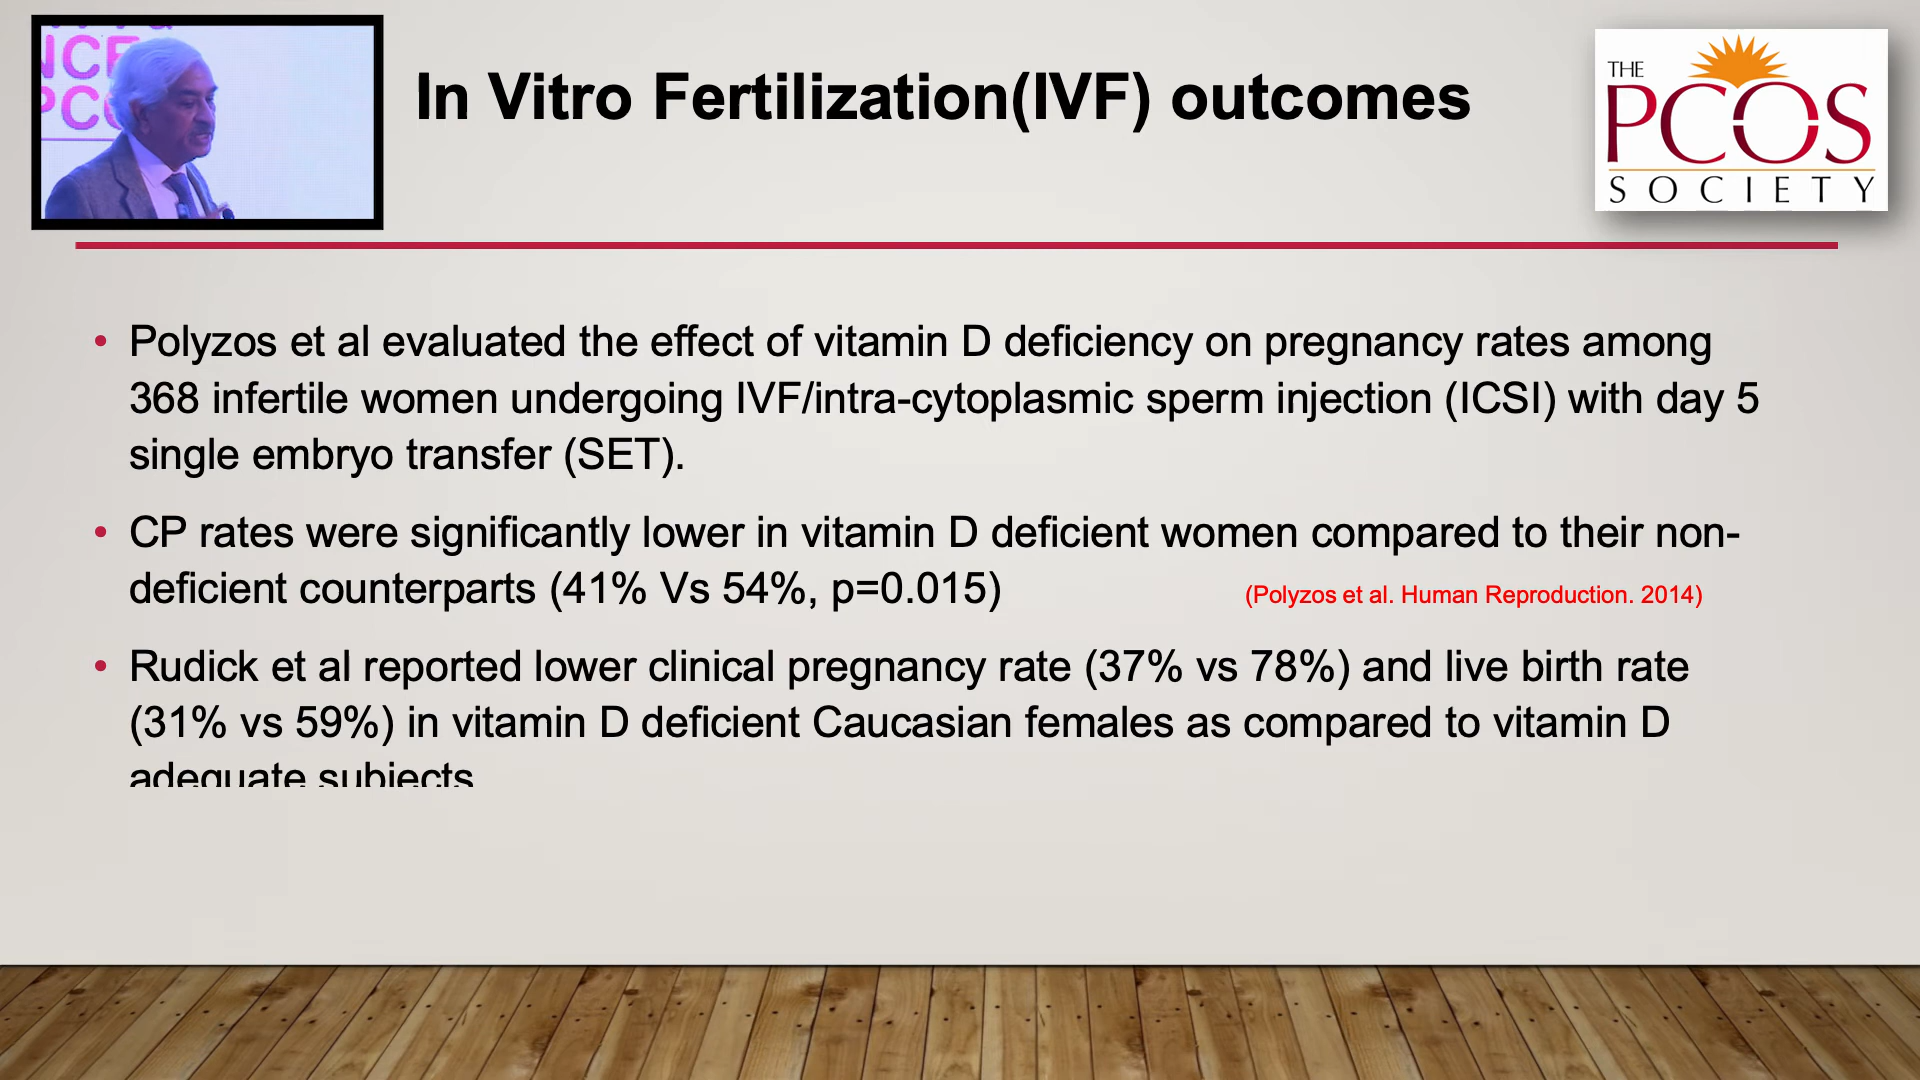 NCE
PCO
In Vitro Fertilization(IVF) outcomes
THE
PCOS
SOCIETY
• Polyzos et al evaluated the effect of vitamin D deficiency on pregnancy rates among
368 infertile women undergoing IVF/intra-cytoplasmic sperm injection (ICSI) with day 5
single embryo transfer (SET).
• CP rates were significantly lower in vitamin D deficient women compared to their non-
deficient counterparts (41% Vs 54%, p=0.015)
(Polyzos et al. Human Reproduction. 2014)
• Rudick et al reported lower clinical pregnancy rate (37% vs 78%) and live birth rate
(31% vs 59%) in vitamin D deficient Caucasian females as compared to vitamin D
adequate subjects